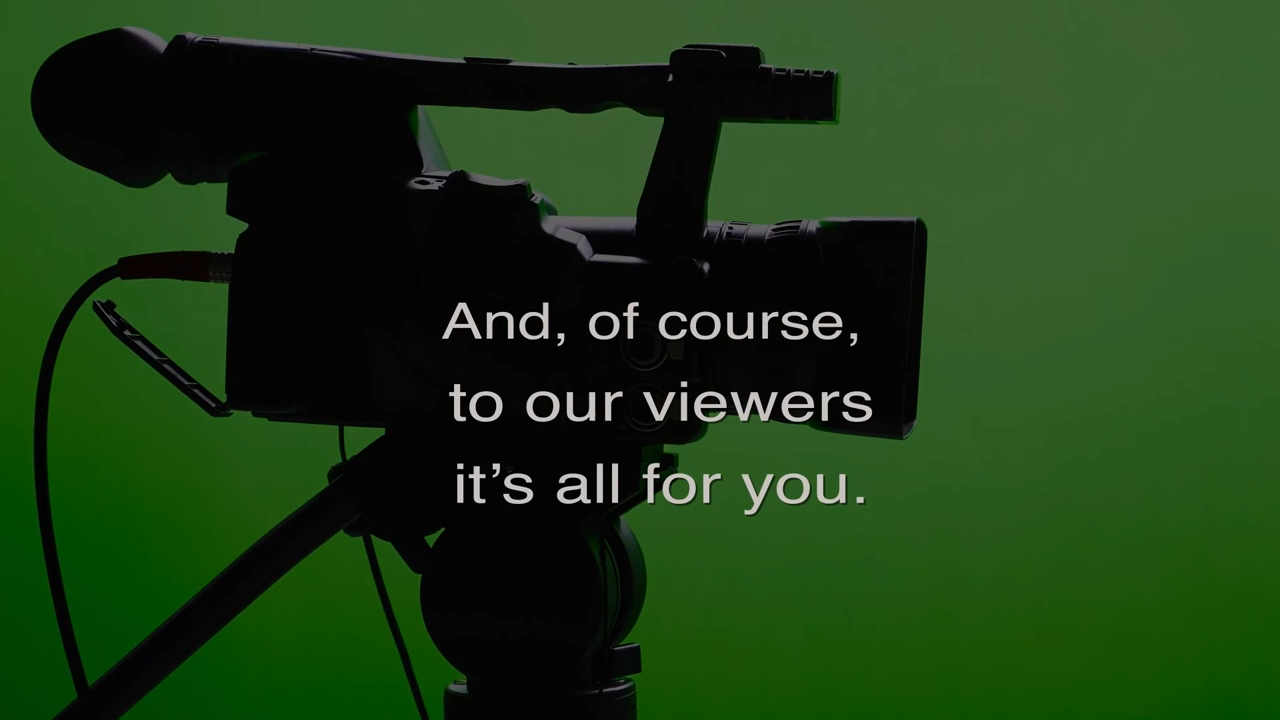 And, of course,
to our viewers
it’s all for you.